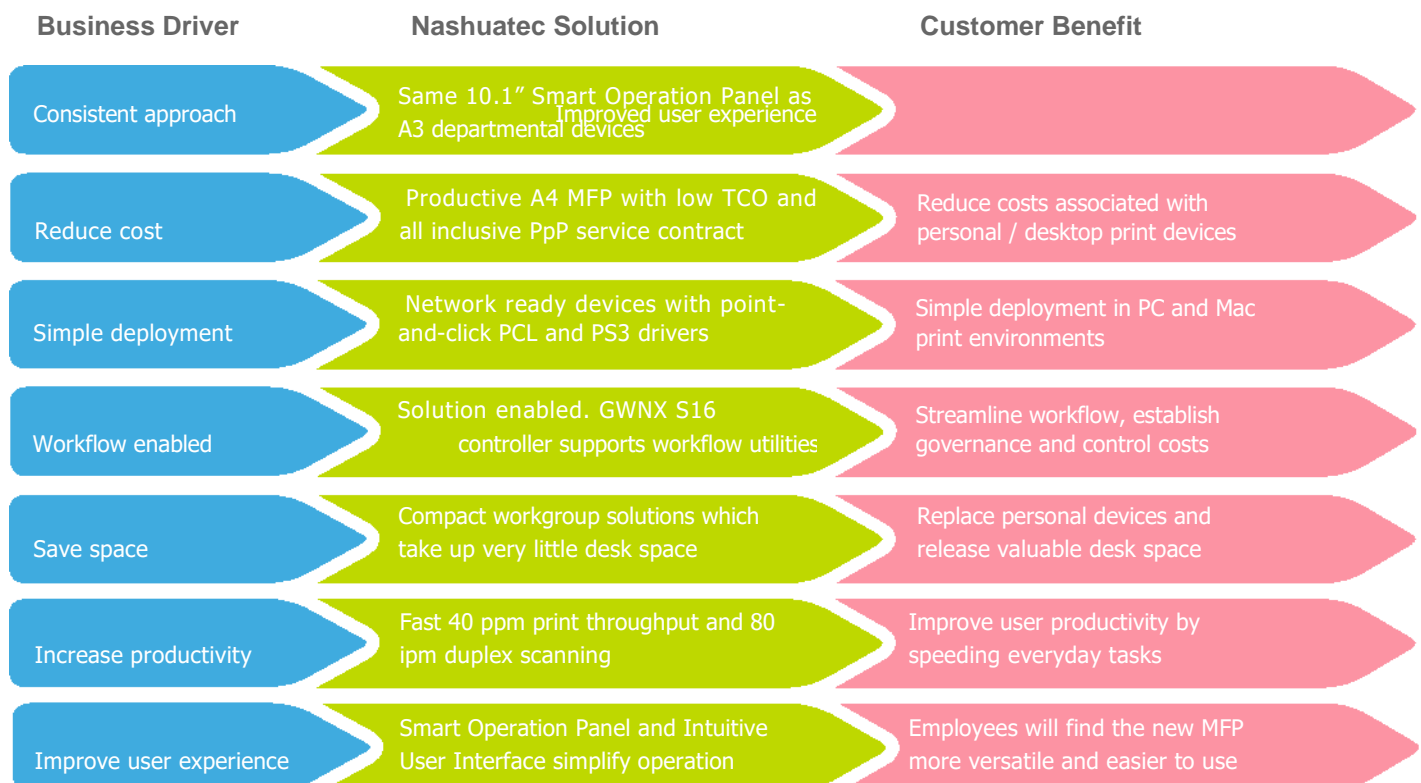 Business Driver
Nashuatec Solution
Customer Benefit
Consistent approach
Same 10.1” Smart Operation Panel as
A3 departmental devices
Improved user experience
Reduce cost
Productive A4 MFP with low TCO and
all inclusive PpP service contract
Reduce costs associated with
personal / desktop print devices
Simple deployment
Network ready devices with point-
and-click PCL and PS3 drivers
Simple deployment in PC and Mac
print environments
Workflow enabled
Solution enabled. GWNX S16
controller supports workflow utilities
Streamline workflow, establish
governance and control costs
Save space
Compact workgroup solutions which
take up very little desk space
Replace personal devices and
release valuable desk space
Increase productivity
Fast 40 ppm print throughput and 80
ipm duplex scanning
Improve user productivity by
speeding everyday tasks
Improve user experience
Smart Operation Panel and Intuitive
User Interface simplify operation
Employees will find the new MFP
more versatile and easier to use